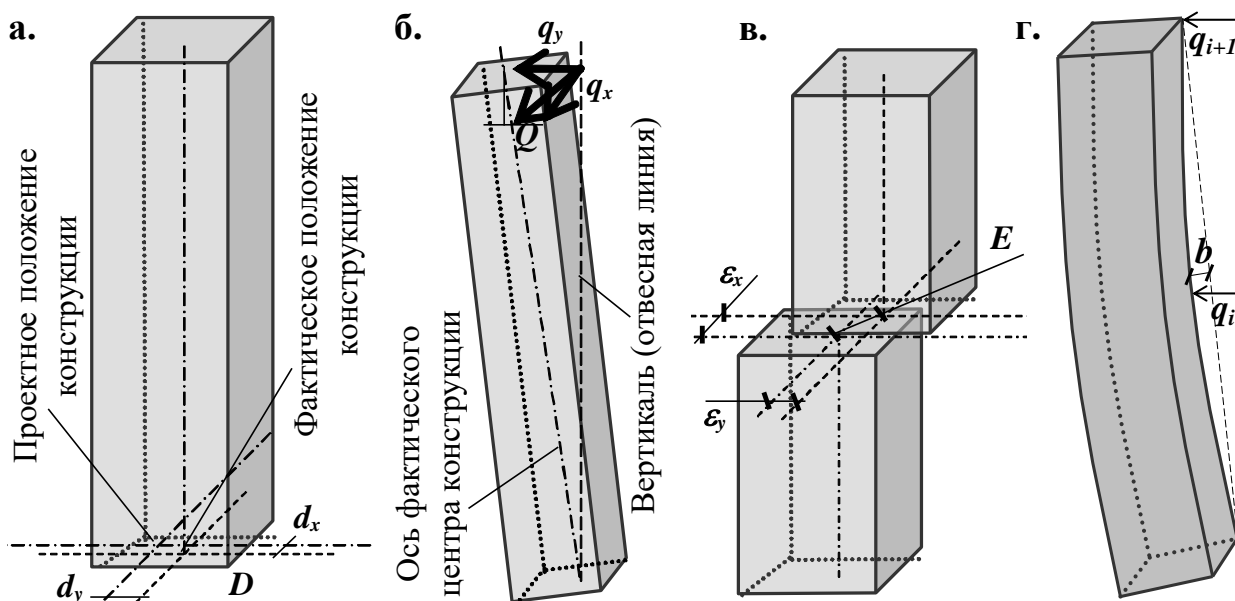 а.
Проектное положение
конструкции
Фактическое положение
конструкции
d_x
d_y
D
б.
q_y
q_x
Q
Ось фактического
центра конструкции
Вертикаль (отвесная линия)
в.
ε_x
ε_y
E
г.
q_{i+1}
b
q_i